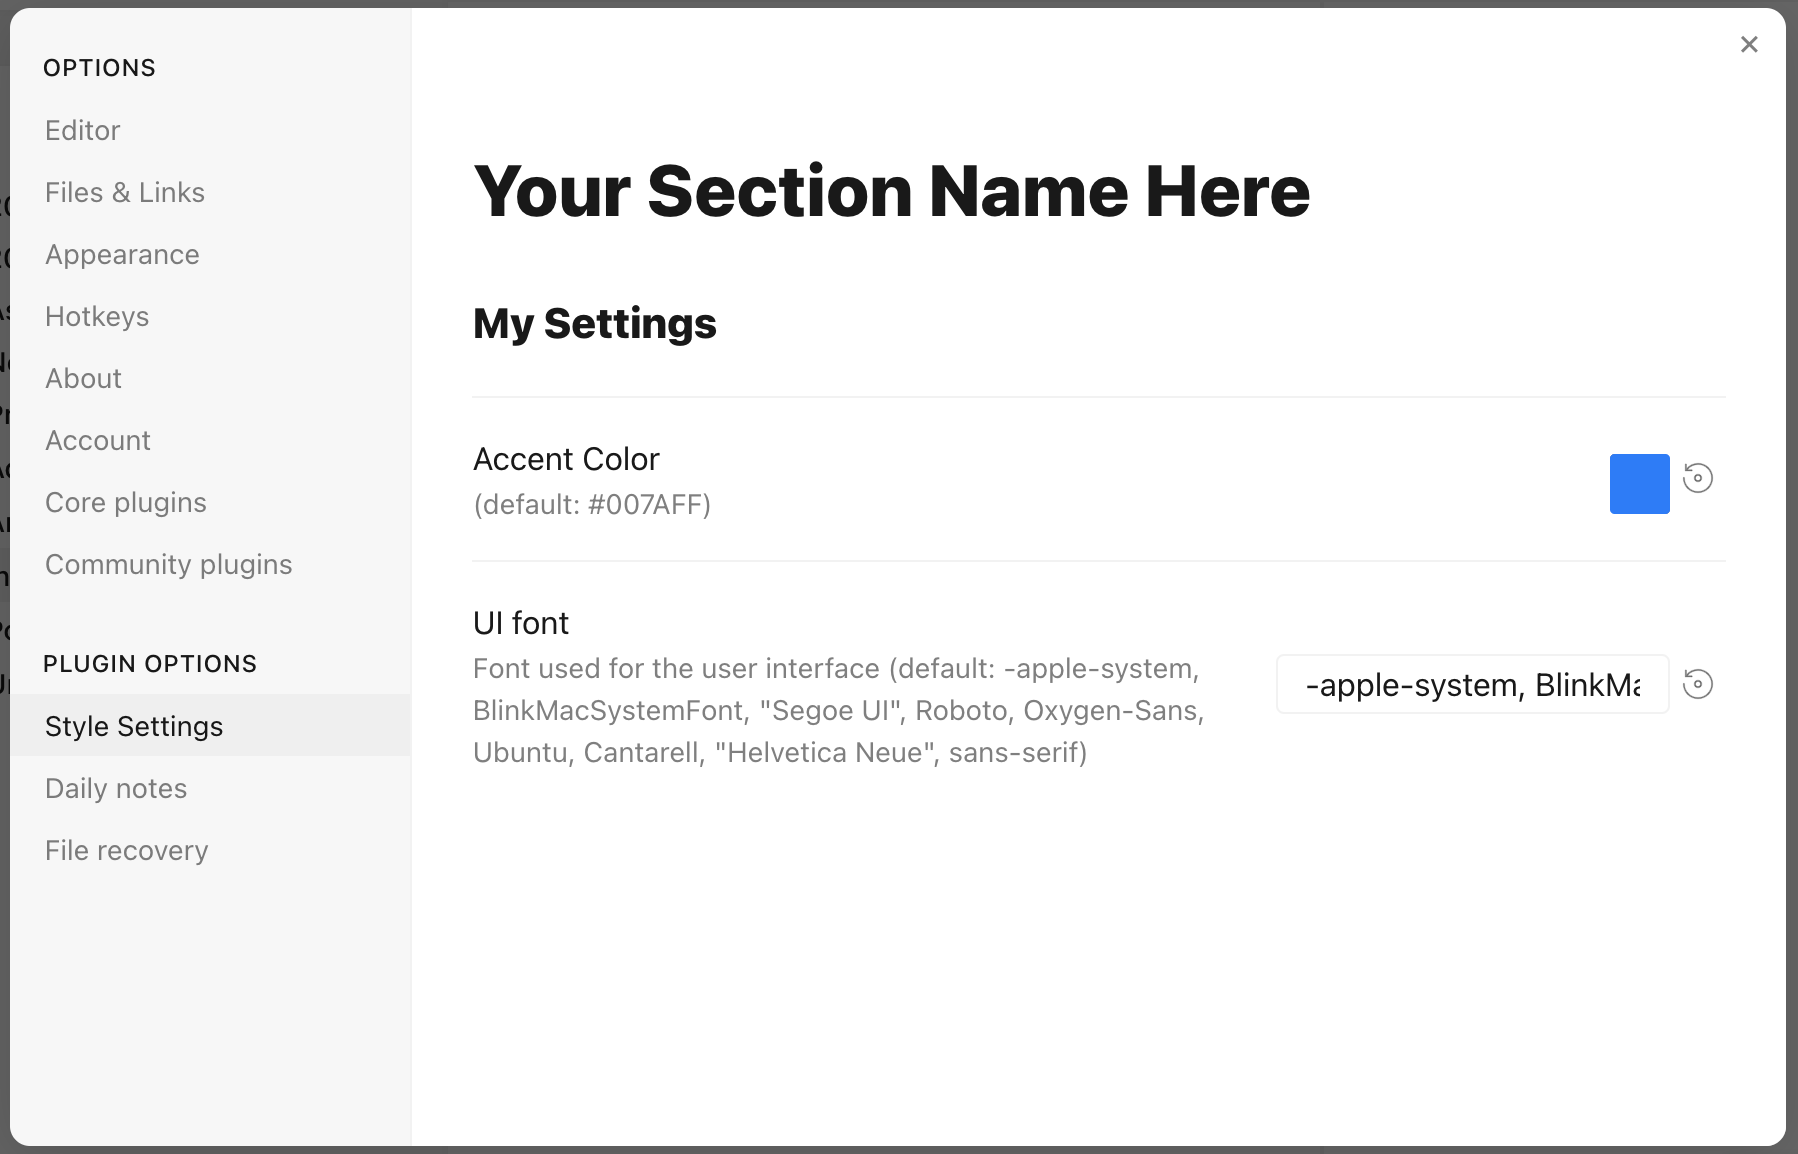 OPTIONS
Editor
Files & Links
Appearance
Hotkeys
About
Account
Core plugins
Community plugins
PLUGIN OPTIONS
Style Settings
Daily notes
File recovery
Your Section Name Here
My Settings
Accent Color
(default: #007AFF)
UI font
Font used for the user interface (default: -apple-system,
BlinkMacSystemFont, "Segoe UI", Roboto, Oxygen-Sans,
Ubuntu, Cantarell, "Helvetica Neue", sans-serif)
-apple-system, BlinkMa